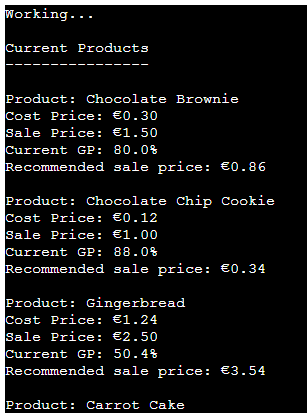 Working...
Current Products
----------------
Product: Chocolate Brownie
Cost Price: €0.30
Sale Price: €1.50
Current GP: 80.0%
Recommended sale price: €0.86
Product: Chocolate Chip Cookie
Cost Price: €0.12
Sale Price: €1.00
Current GP: 88.0%
Recommended sale price: €0.34
Product: Gingerbread
Cost Price: €1.24
Sale Price: €2.50
Current GP: 50.4%
Recommended sale price: €3.54
Product: Carrot Cake